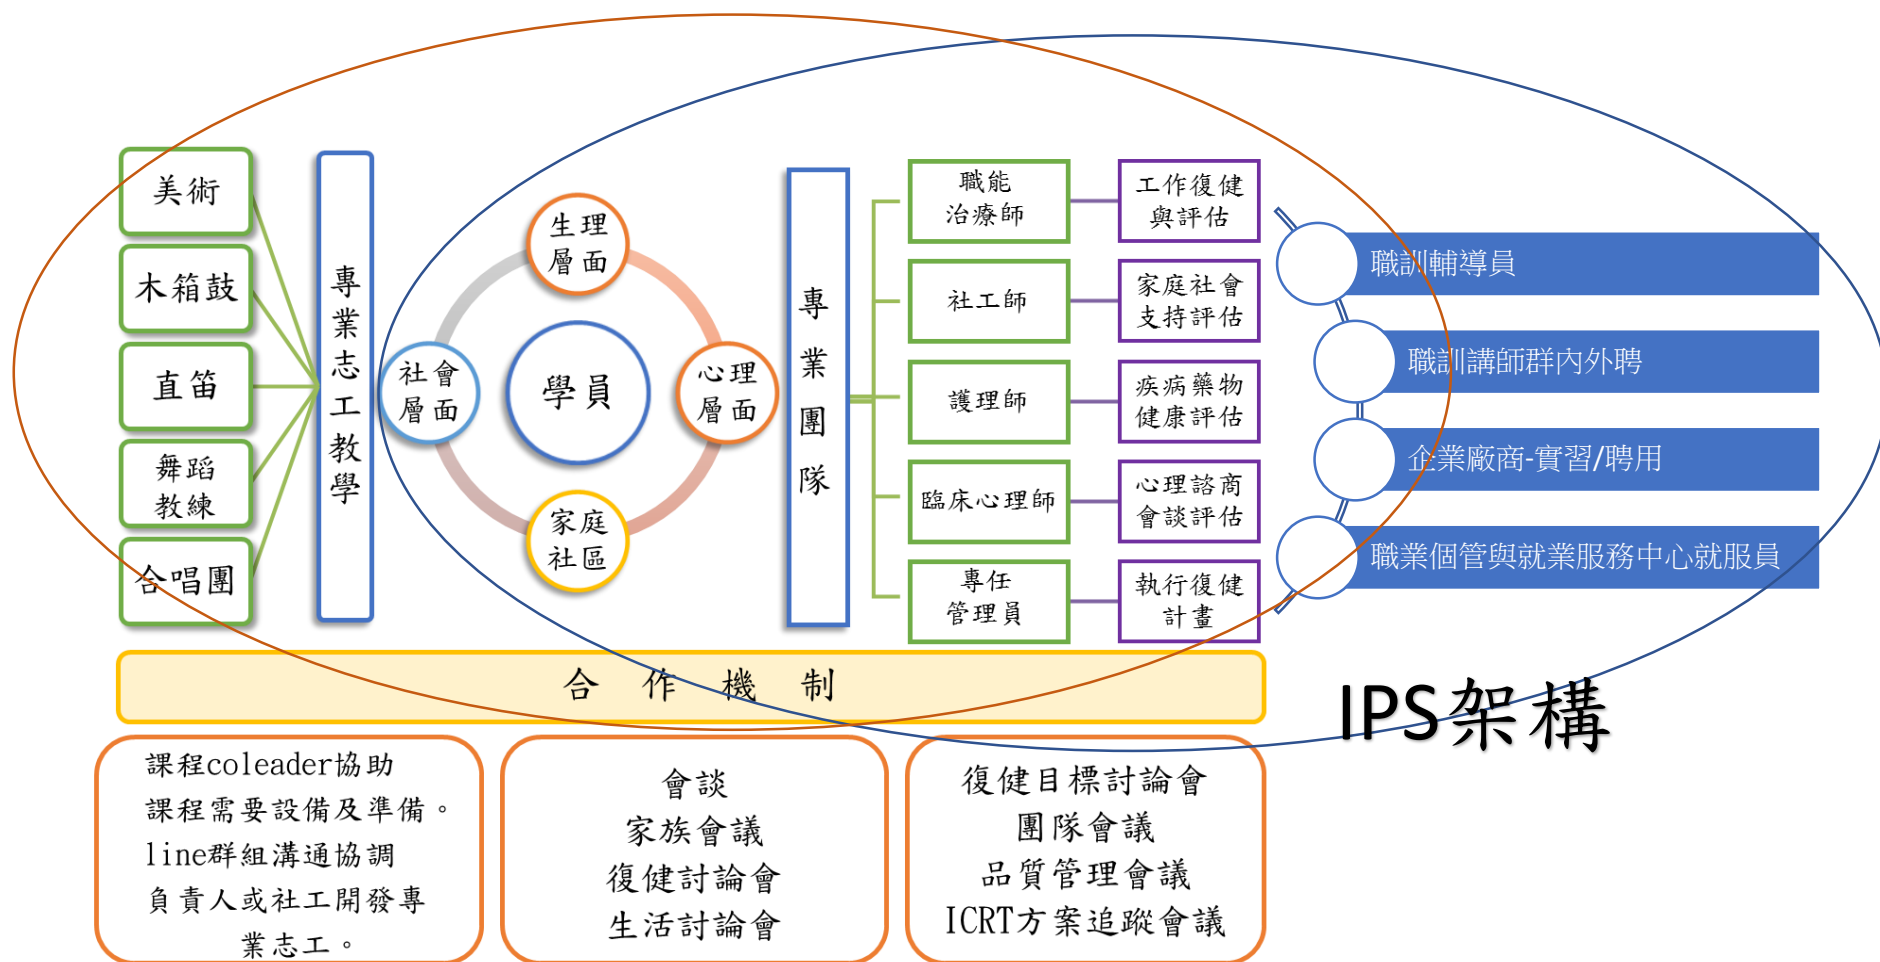 美術
木箱鼓
直笛
舞蹈
教練
合唱團
專業志工教學
生理
層面
社會
層面
學員
心理
層面
家庭
社區
專業團隊
職能
治療師
工作復健
與評估
社工師
家庭社會
支持評估
護理師
疾病藥物
健康評估
臨床心理師
心理諮商
會談評估
專任
管理員
執行復健
計畫
職訓輔導員
職訓講師群內外聘
企業廠商-實習/聘用
職業個管與就業服務中心就服員
合作機制
IPS架構
課程coleader協助
課程需要設備及準備。
line群組溝通協調
負責人或社工開發專
業志工。
會談
家族會議
復健討論會
生活討論會
復健目標討論會
團隊會議
品質管理會議
ICRT方案追蹤會議